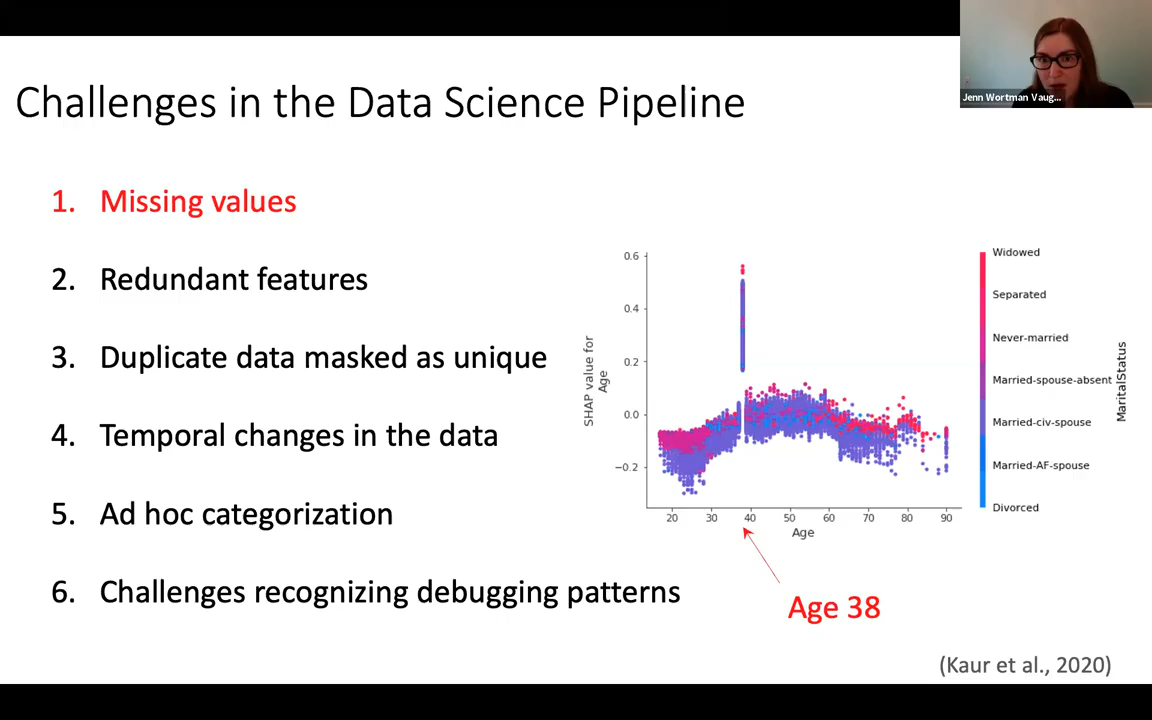 Jenn Wortman Vaug...
Challenges in the Data Science Pipeline
1. Missing values
2. Redundant features
3. Duplicate data masked as unique
4. Temporal changes in the data
5. Ad hoc categorization
6. Challenges recognizing debugging patterns
SHAP value for
Age
0.6
0.4
0.2
0.0
−0.2
20 30 40 50 60 70 80 90
Age
Widowed
Separated
Never-married
Married-spouse-absent
Married-civ-spouse
Married-AF-spouse
Divorced
MaritalStatus
Age 38
(Kaur et al., 2020)